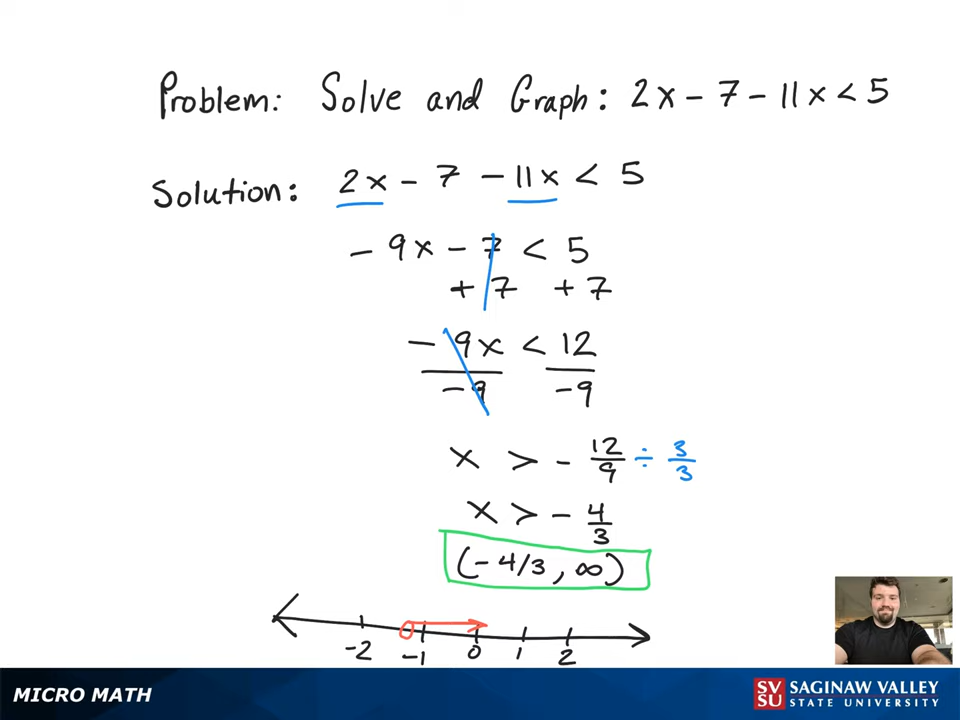 Problem: Solve and Graph: 2x - 7 - 11x < 5
Solution: 2x - 7 - 11x < 5
- 9x - 7 < 5
+ 7 + 7
- 9x < 12
-9 -9
x > - 12/9 ÷ 3/3
x > - 4/3
(- 4/3 , ∞)
-2 -1 0 1 2
MICRO MATH
SV SU SAGINAW VALLEY
STATE UNIVERSITY